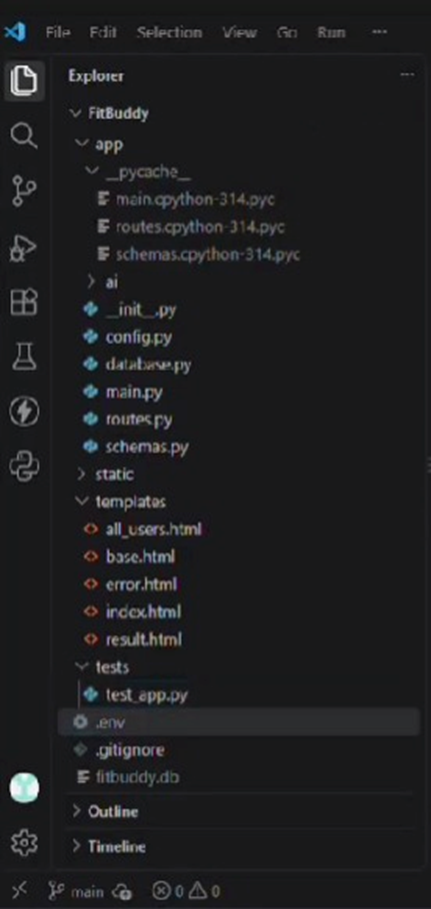 File Edit Selection View Go Run ···
Explorer ···
FitBuddy
app
__pycache__
main.cpython-314.pyc
routes.cpython-314.pyc
schemas.cpython-314.pyc
ai
__init__.py
config.py
database.py
main.py
routes.py
schemas.py
static
templates
all_users.html
base.html
error.html
index.html
result.html
tests
test_app.py
.env
.gitignore
fitbuddy.db
Outline
Timeline
main 0 0